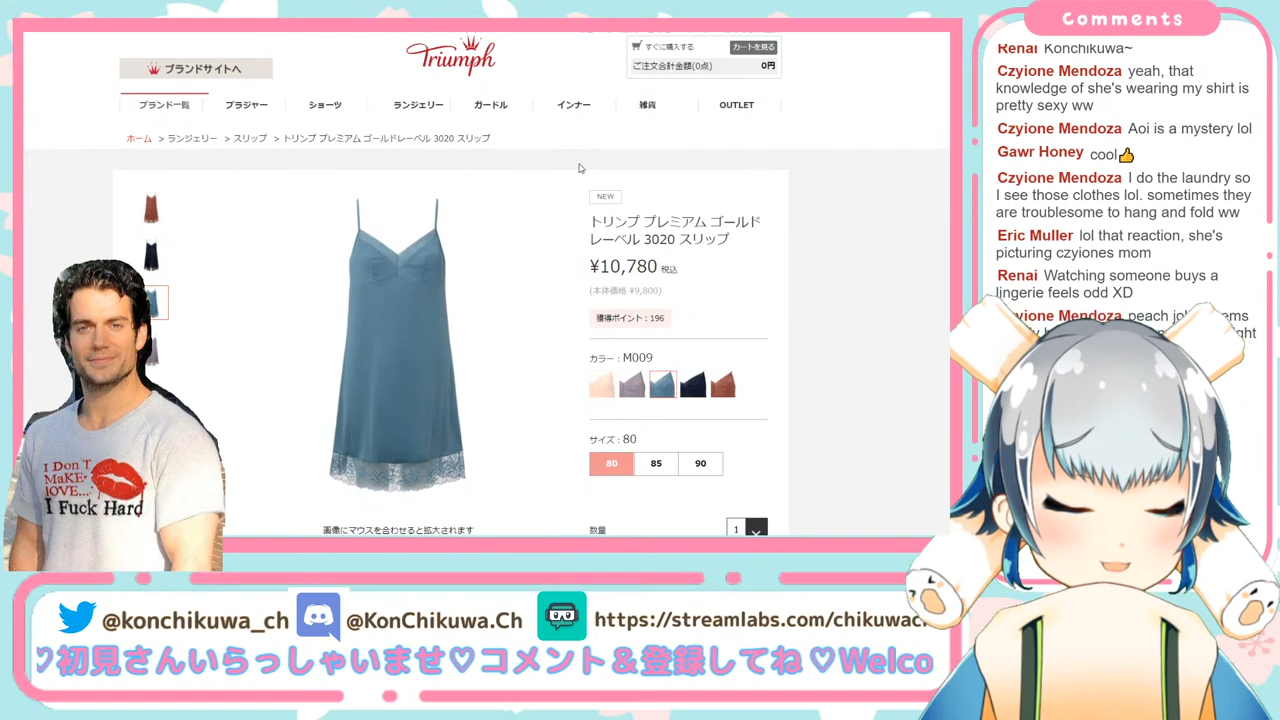 Triumph
ブランドサイトへ
すぐに購入する
カートを見る
ご注文合計金額(0点) 0円
ブランド一覧 ブラジャー ショーツ ランジェリー ガードル インナー 雑貨 OUTLET
ホーム > ランジェリー > スリップ > トリンプ プレミアム ゴールドレーベル 3020 スリップ
NEW
トリンプ プレミアム ゴールド
レーベル 3020 スリップ
¥10,780 税込
(本体価格 ¥9,800)
獲得ポイント : 196
カラー : M009
サイズ : 80
80 85 90
画像にマウスを合わせると拡大されます
数量 1
I DON'T
MAKE
LOVE...
I Fuck Hard
Comments
Renai Konchikuwa~
Czyione Mendoza yeah, that
knowledge of she's wearing my shirt is
pretty sexy ww
Czyione Mendoza Aoi is a mystery lol
Gawr Honey cool👍
Czyione Mendoza I do the laundry so
I see those clothes lol. sometimes they
are troublesome to hang and fold ww
Eric Muller lol that reaction, she's
picturing czyiones mom
Renai Watching someone buys a
lingerie feels odd XD
Mendoza peach
@konchikuwa_ch
@KonChikuwa.Ch
https://streamlabs.com/chikuwac
♡初見さんいらっしゃいませ♡コメント＆登録してね ♡Welco